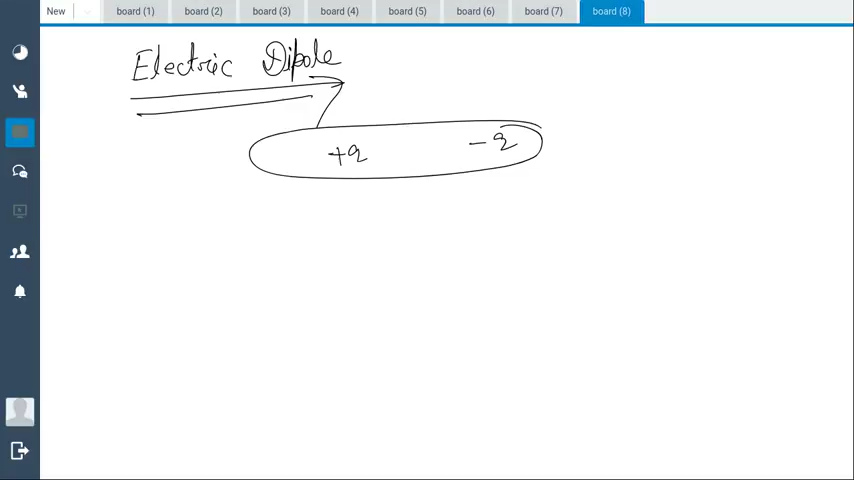 New board (1) board (2) board (3) board (4) board (5) board (6) board (7) board (8)
Electric Dipole
+q -q